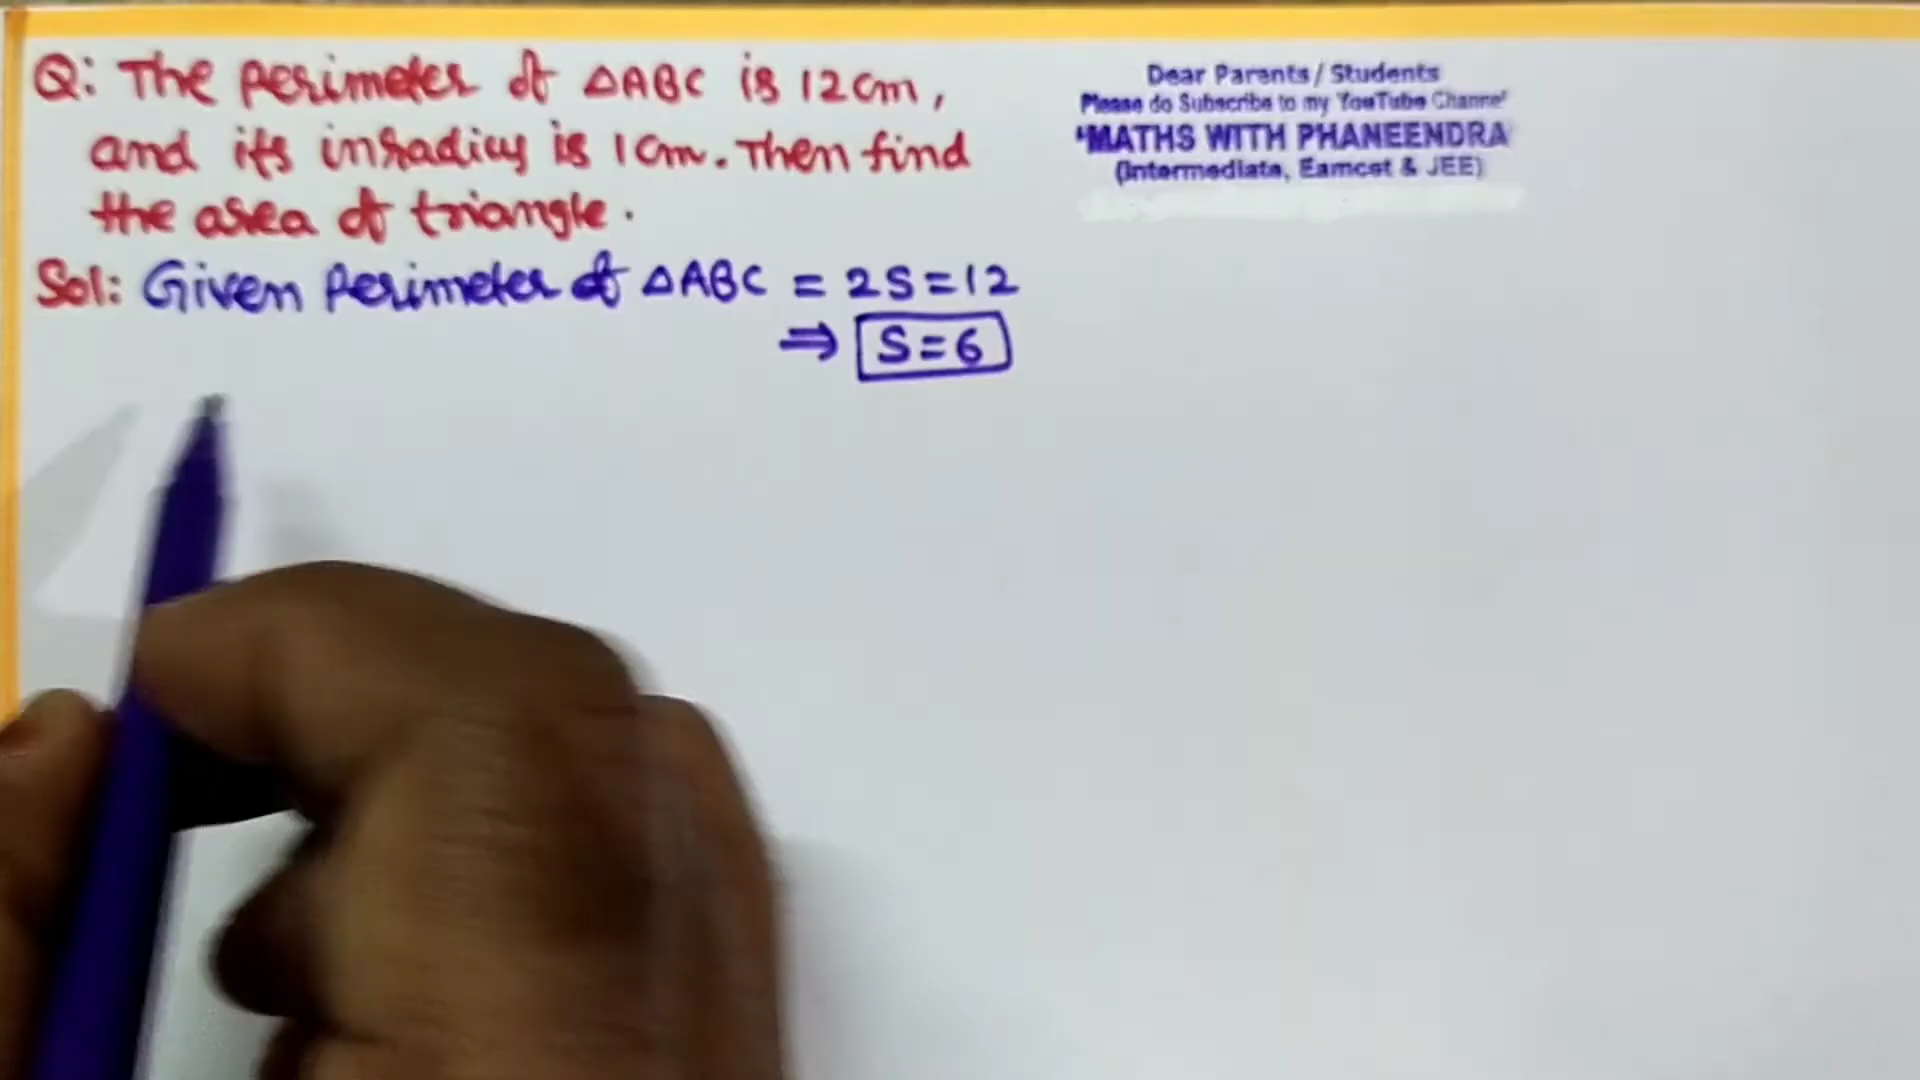 Q: The perimeter of △ABC is 12cm,
and its inradius is 1cm. Then find
the area of triangle.
Sol: Given Perimeter of △ABC = 2S=12
⇒ S=6
Dear Parents / Students
Please do Subscribe to my YouTube Channel
'MATHS WITH PHANEENDRA
(Intermediate, Eamcet & JEE)